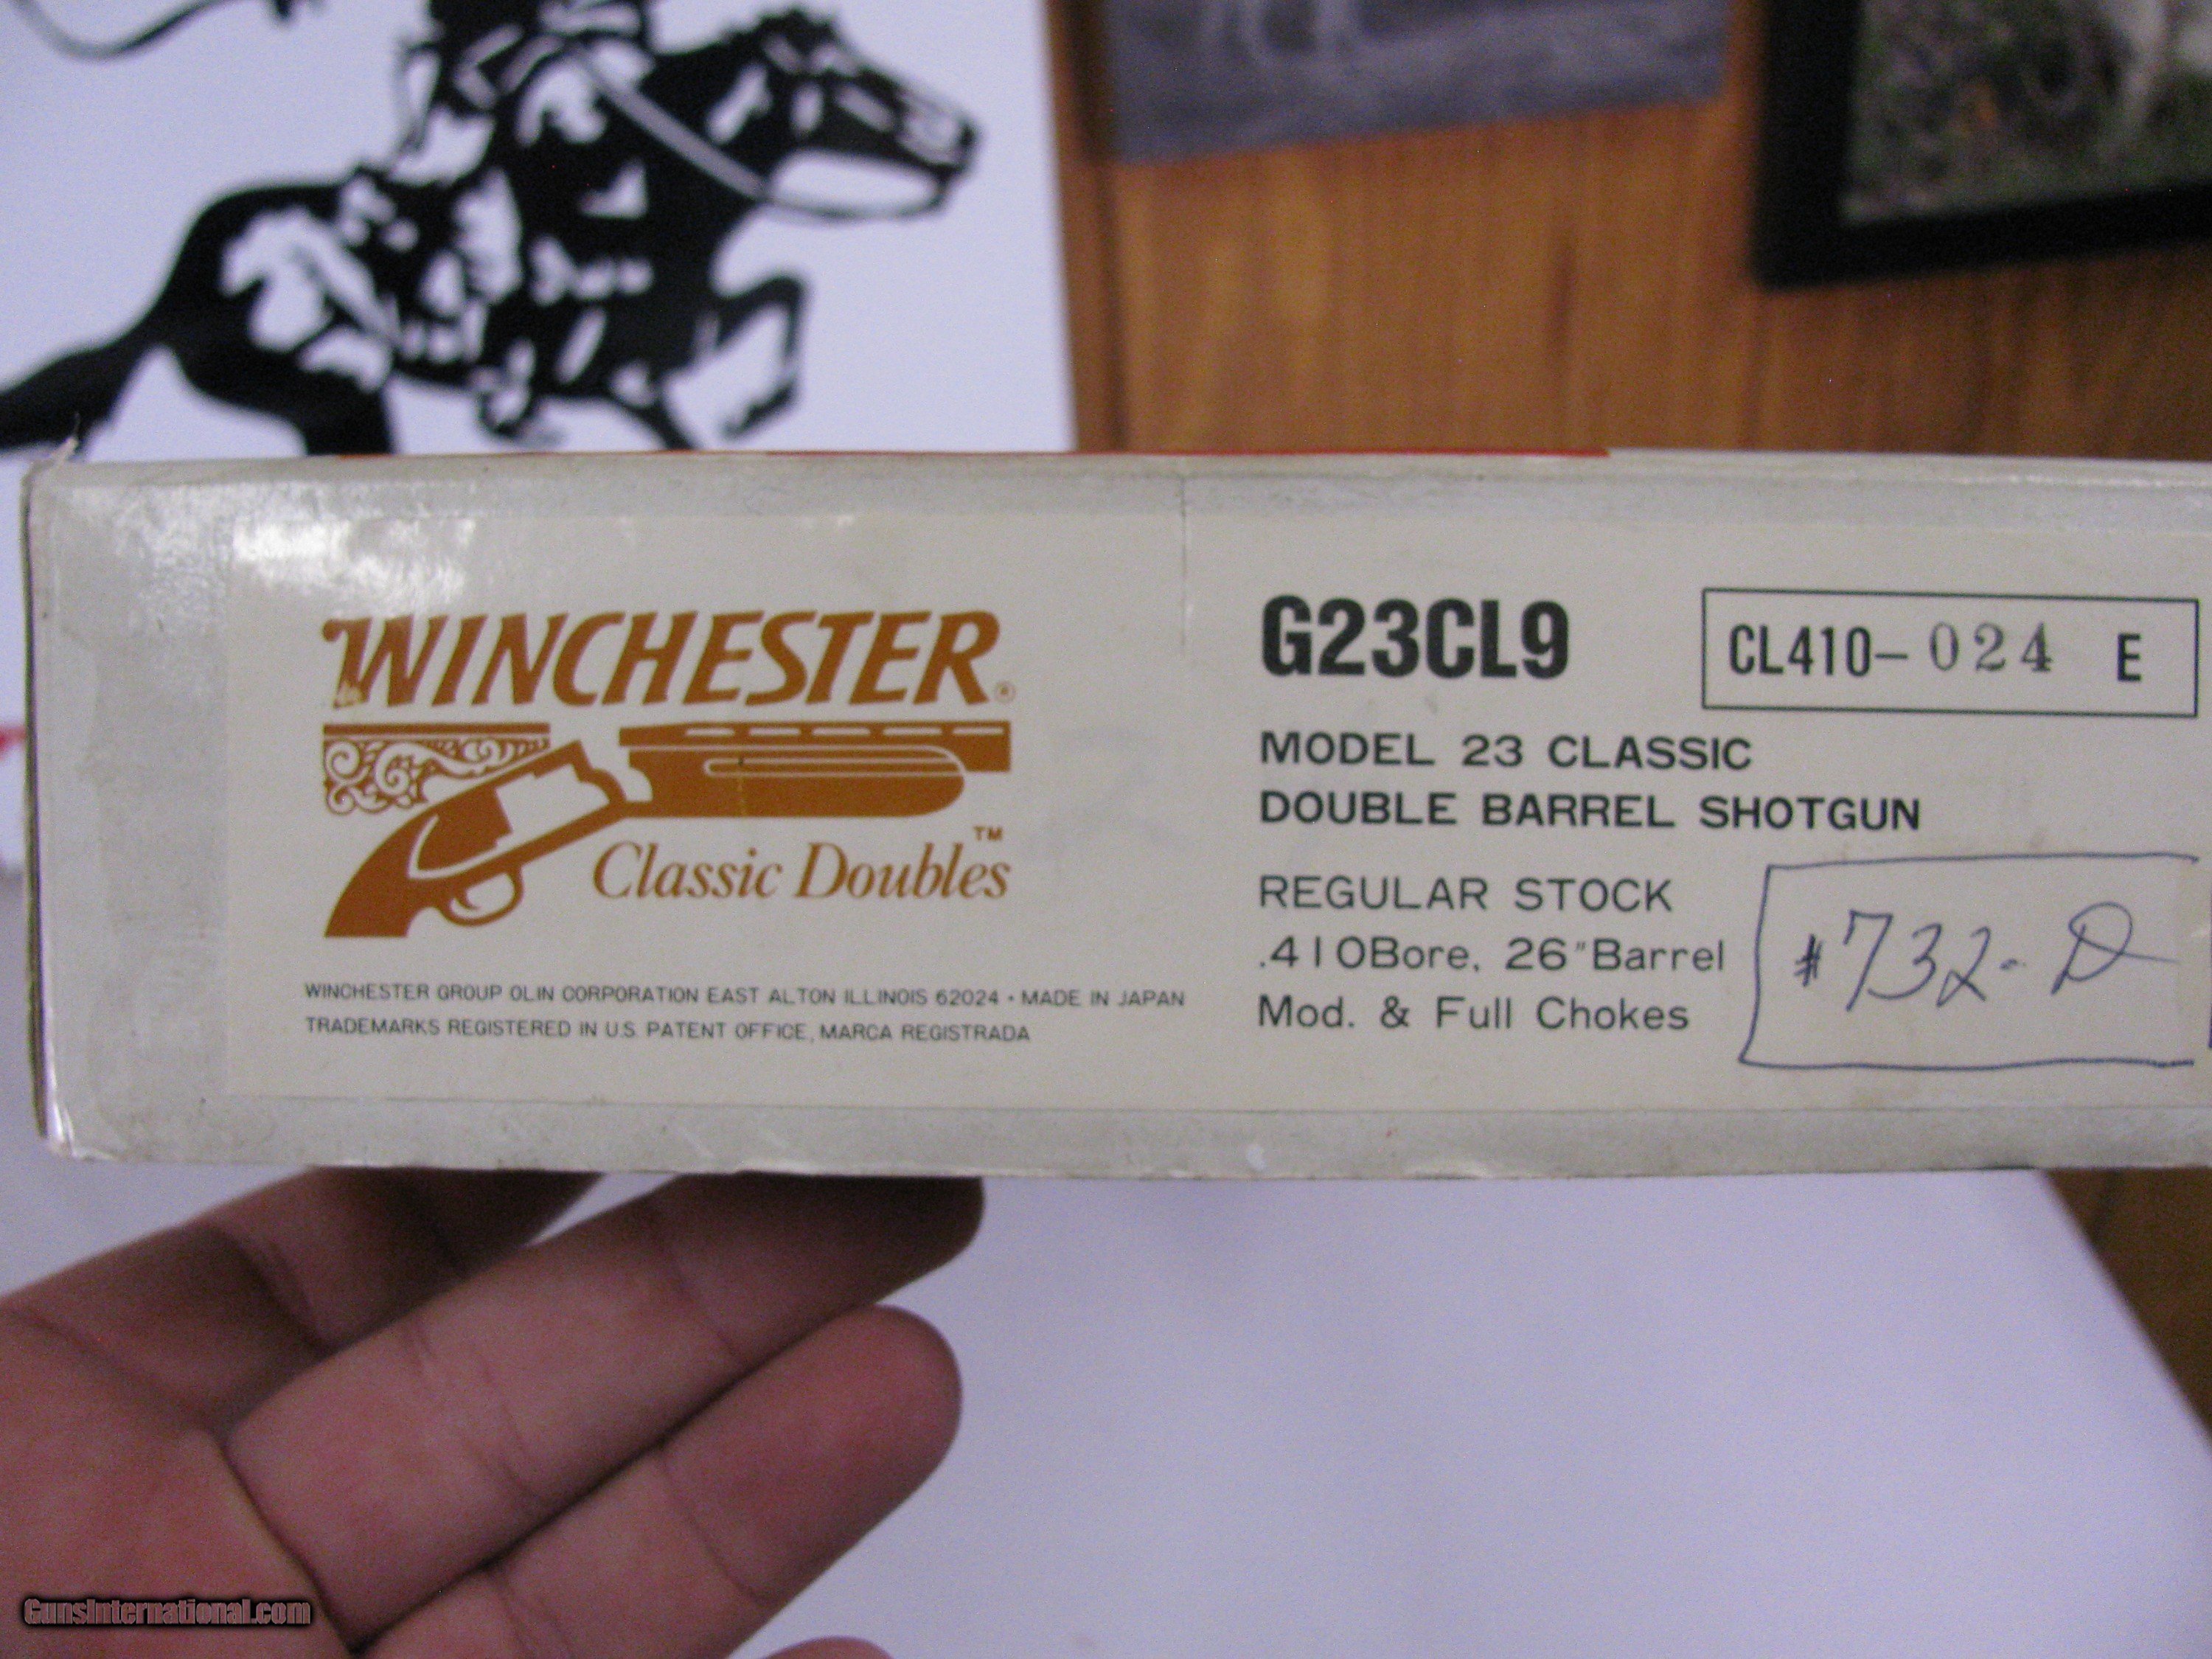 WINCHESTER®
Classic Doubles™
WINCHESTER GROUP OLIN CORPORATION EAST ALTON ILLINOIS 62024 • MADE IN JAPAN
TRADEMARKS REGISTERED IN U.S. PATENT OFFICE, MARCA REGISTRADA
G23CL9
CL410-024 E
MODEL 23 CLASSIC
DOUBLE BARREL SHOTGUN
REGULAR STOCK
.410Bore, 26"Barrel
Mod. & Full Chokes
#732-D
GunsInternational.com